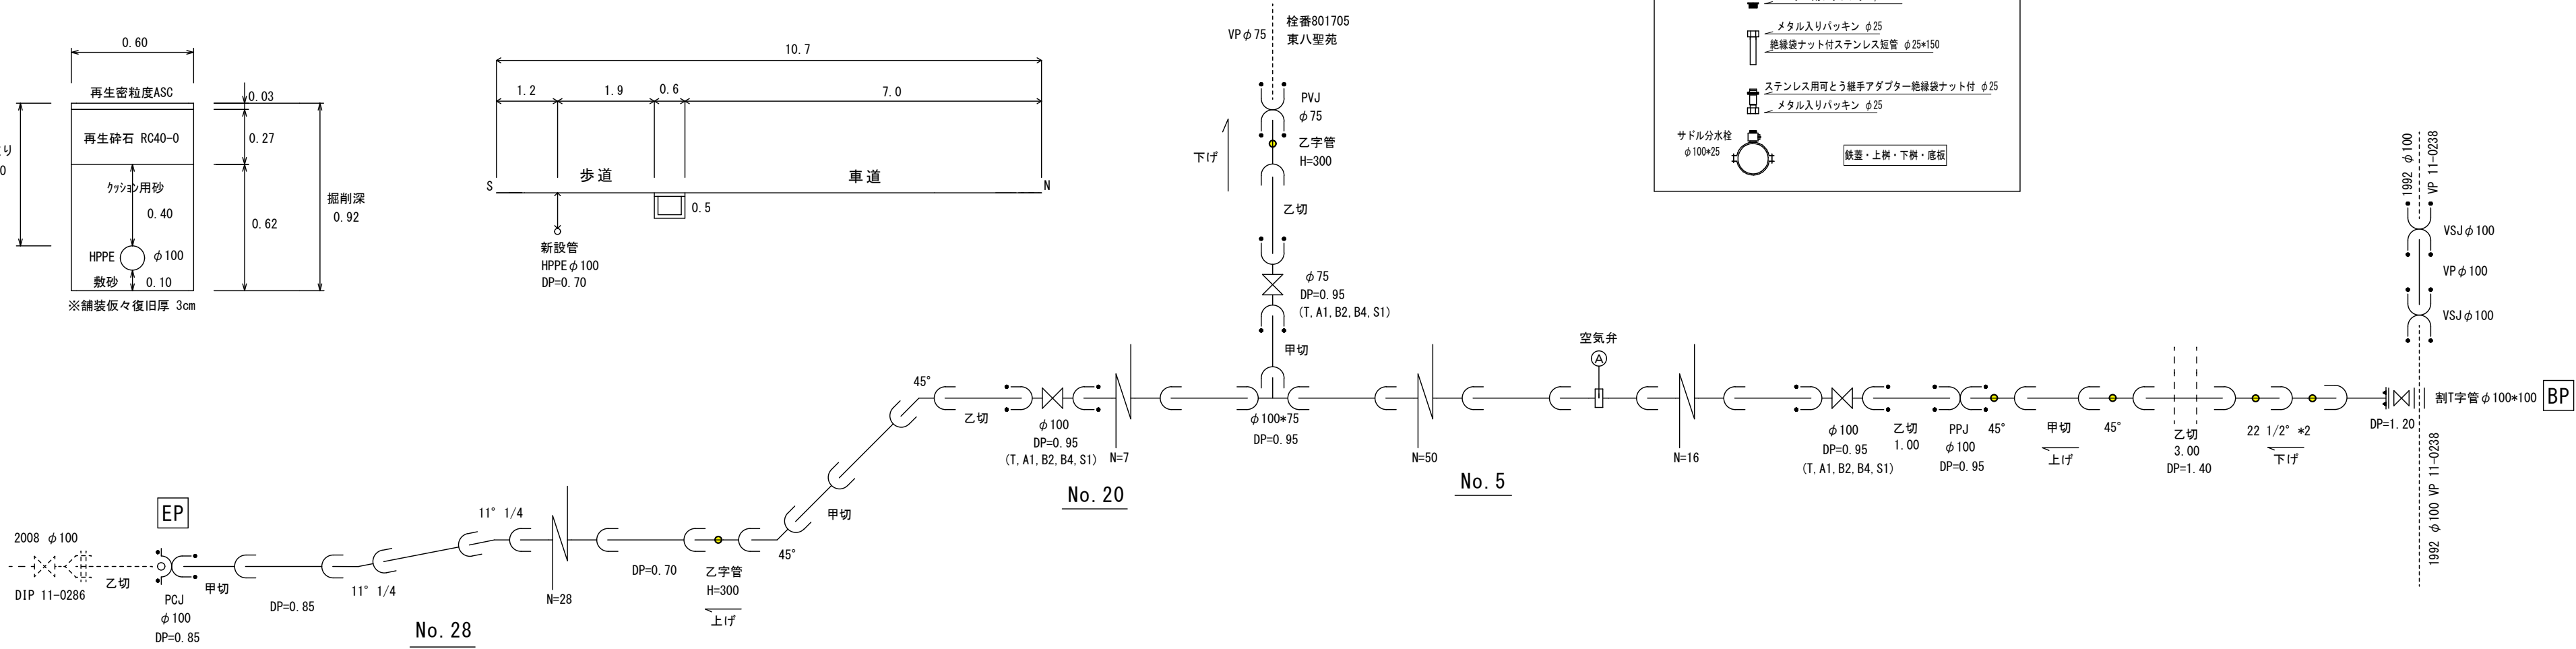 0.60
再生密粒度ASC
0.03
再生砕石 RC40-0
0.27
り
0
クッション用砂
0.40
0.62
掘削深
0.92
HPPE
φ100
敷砂
0.10
※舗装仮々復旧厚 3cm
10.7
1.2
1.9
0.6
7.0
S
歩道
車道
N
0.5
新設管
HPPEφ100
DP=0.70
VPφ75
栓番801705
東八聖苑
PVJ
φ75
下げ
乙字管
H=300
乙切
φ75
DP=0.95
(T,A1,B2,B4,S1)
甲切
メタル入りパッキン φ25
絶縁袋ナット付ステンレス短管 φ25*150
ステンレス用可とう継手アダプター絶縁袋ナット付 φ25
メタル入りパッキン φ25
サドル分水栓
φ100*25
鉄蓋・上桝・下桝・底板
1992 φ100
VP 11-0238
VSJφ100
VPφ100
VSJφ100
割T字管φ100*100
BP
DP=1.20
1992 φ100 VP 11-0238
22 1/2° *2
下げ
乙切
3.00
DP=1.40
45°
甲切
上げ
45°
PPJ
φ100
DP=0.95
乙切
1.00
φ100
DP=0.95
(T,A1,B2,B4,S1)
N=16
空気弁
A
No.5
N=50
φ100*75
DP=0.95
N=7
φ100
DP=0.95
(T,A1,B2,B4,S1)
No.20
乙切
45°
甲切
45°
乙字管
H=300
上げ
DP=0.70
N=28
11° 1/4
11° 1/4
No.28
DP=0.85
甲切
EP
PCJ
φ100
DP=0.85
乙切
2008 φ100
DIP 11-0286